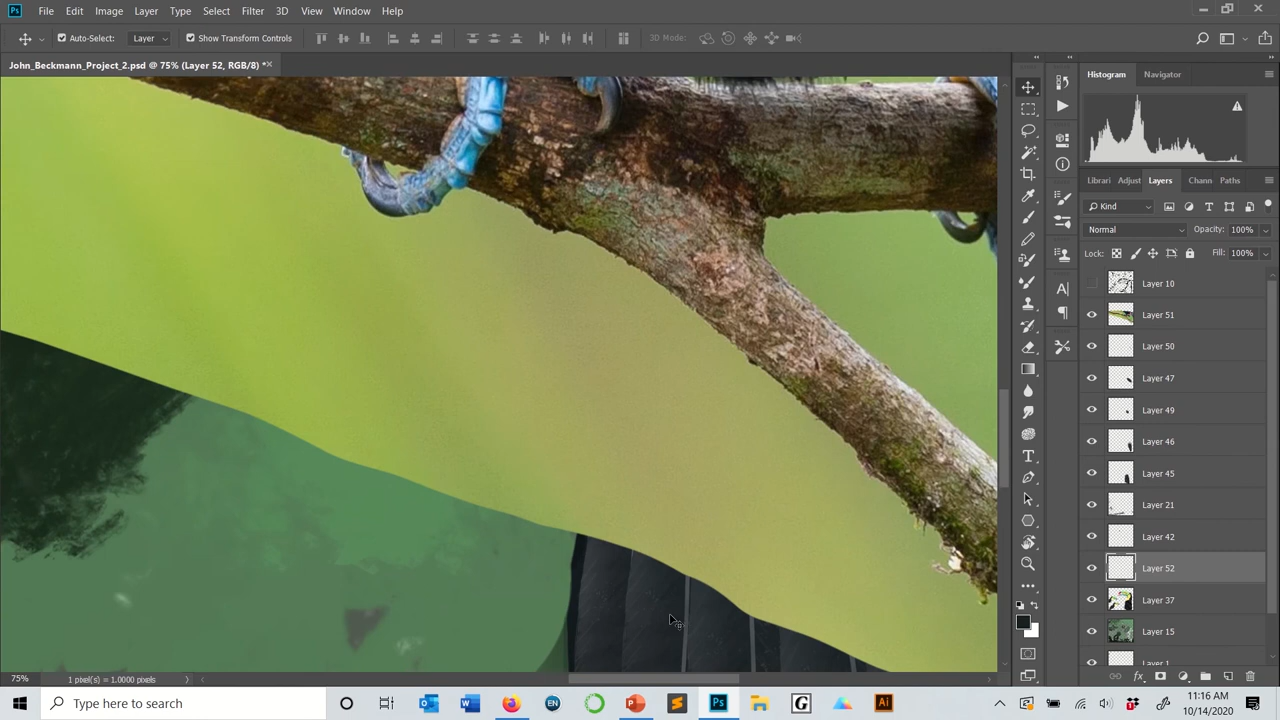 Ps File Edit Image Layer Type Select Filter 3D View Window Help
Auto-Select: Layer Show Transform Controls 3D Mode:
John_Beckmann_Project_2.psd @ 75% (Layer 52, RGB/8) *
Histogram Navigator
Librari Adjust Layers Chann Paths
Kind
Normal Opacity: 100%
Lock: Fill: 100%
Layer 10
Layer 51
Layer 50
Layer 47
Layer 49
Layer 46
Layer 45
Layer 21
Layer 42
Layer 52
Layer 37
Layer 15
Layer 1
75% 1 pixel(s) = 1.0000 pixels
fx
Type here to search
EN
Ps
G
Ai
11:16 AM
10/14/2020